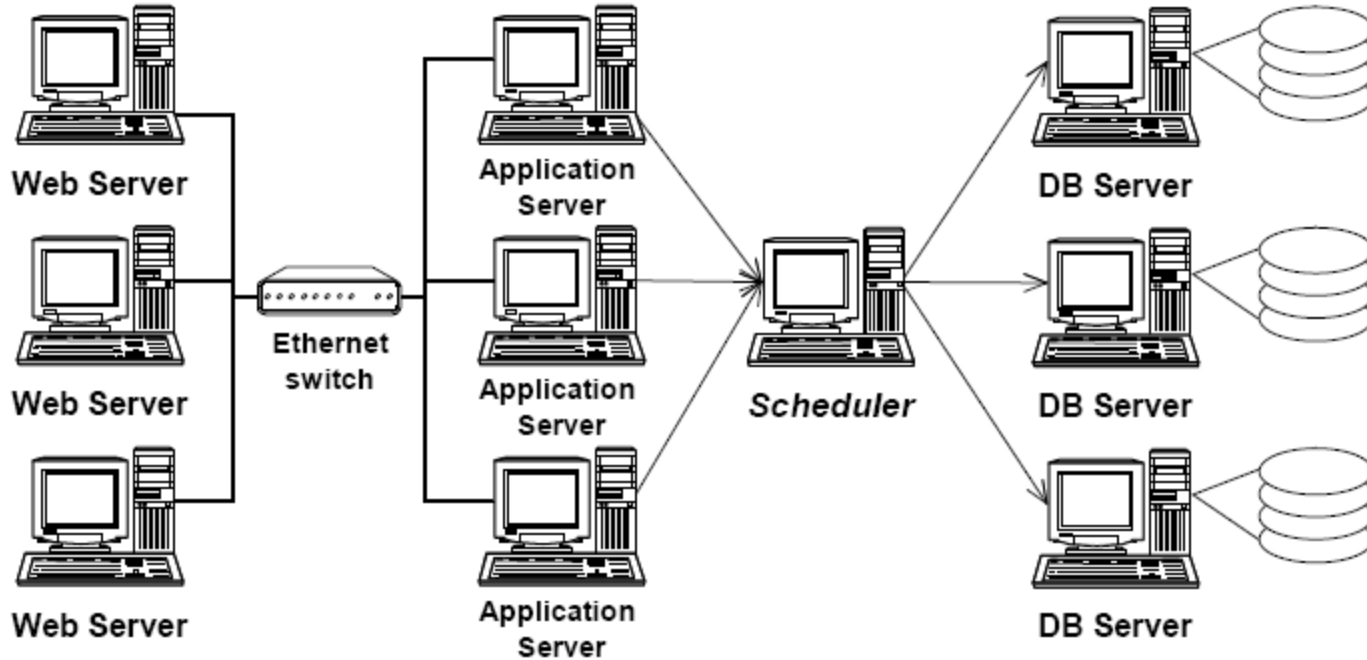 Web Server
Application
Server
DB Server
Web Server
Ethernet
switch
Application
Server
Scheduler
DB Server
Web Server
Application
Server
DB Server